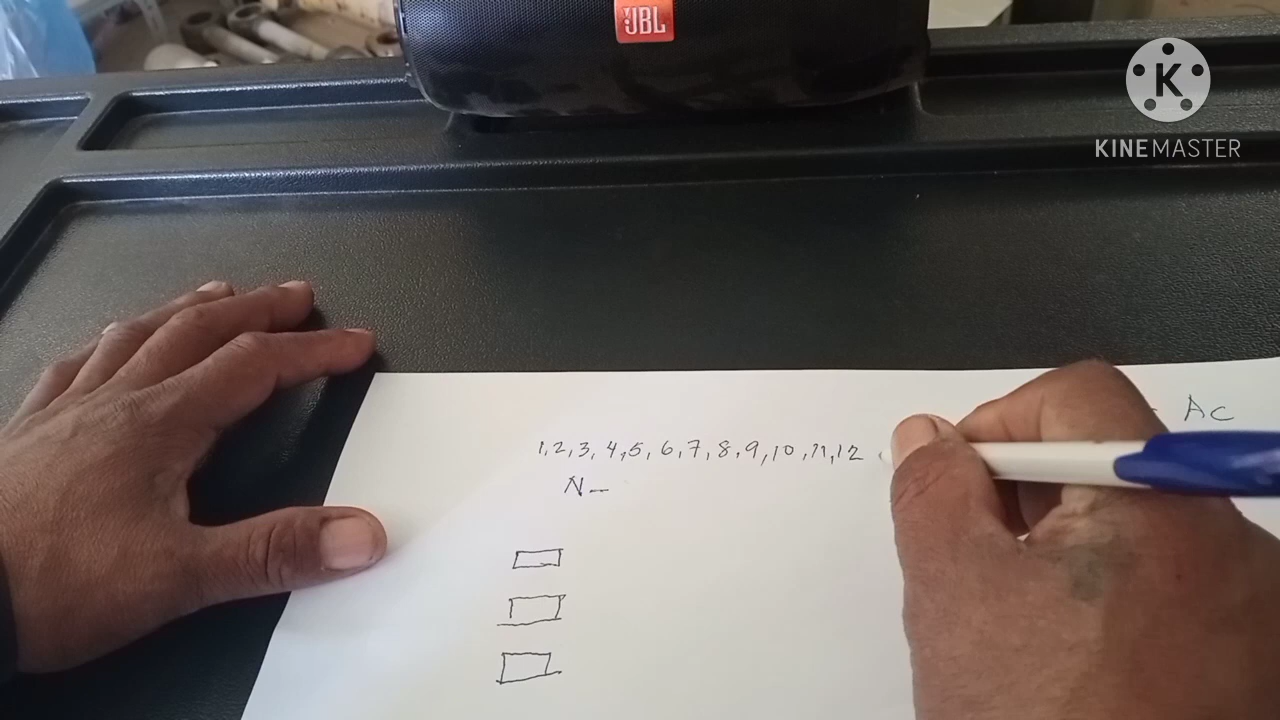 JBL
K
KINEMASTER
- Ac
1,2,3,4,5,6,7,8,9,10,11,12
N-